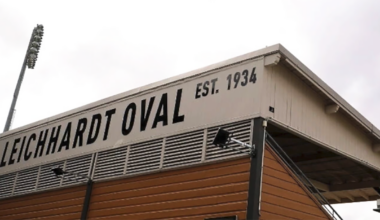 LEICHHARDT OVAL EST. 1934